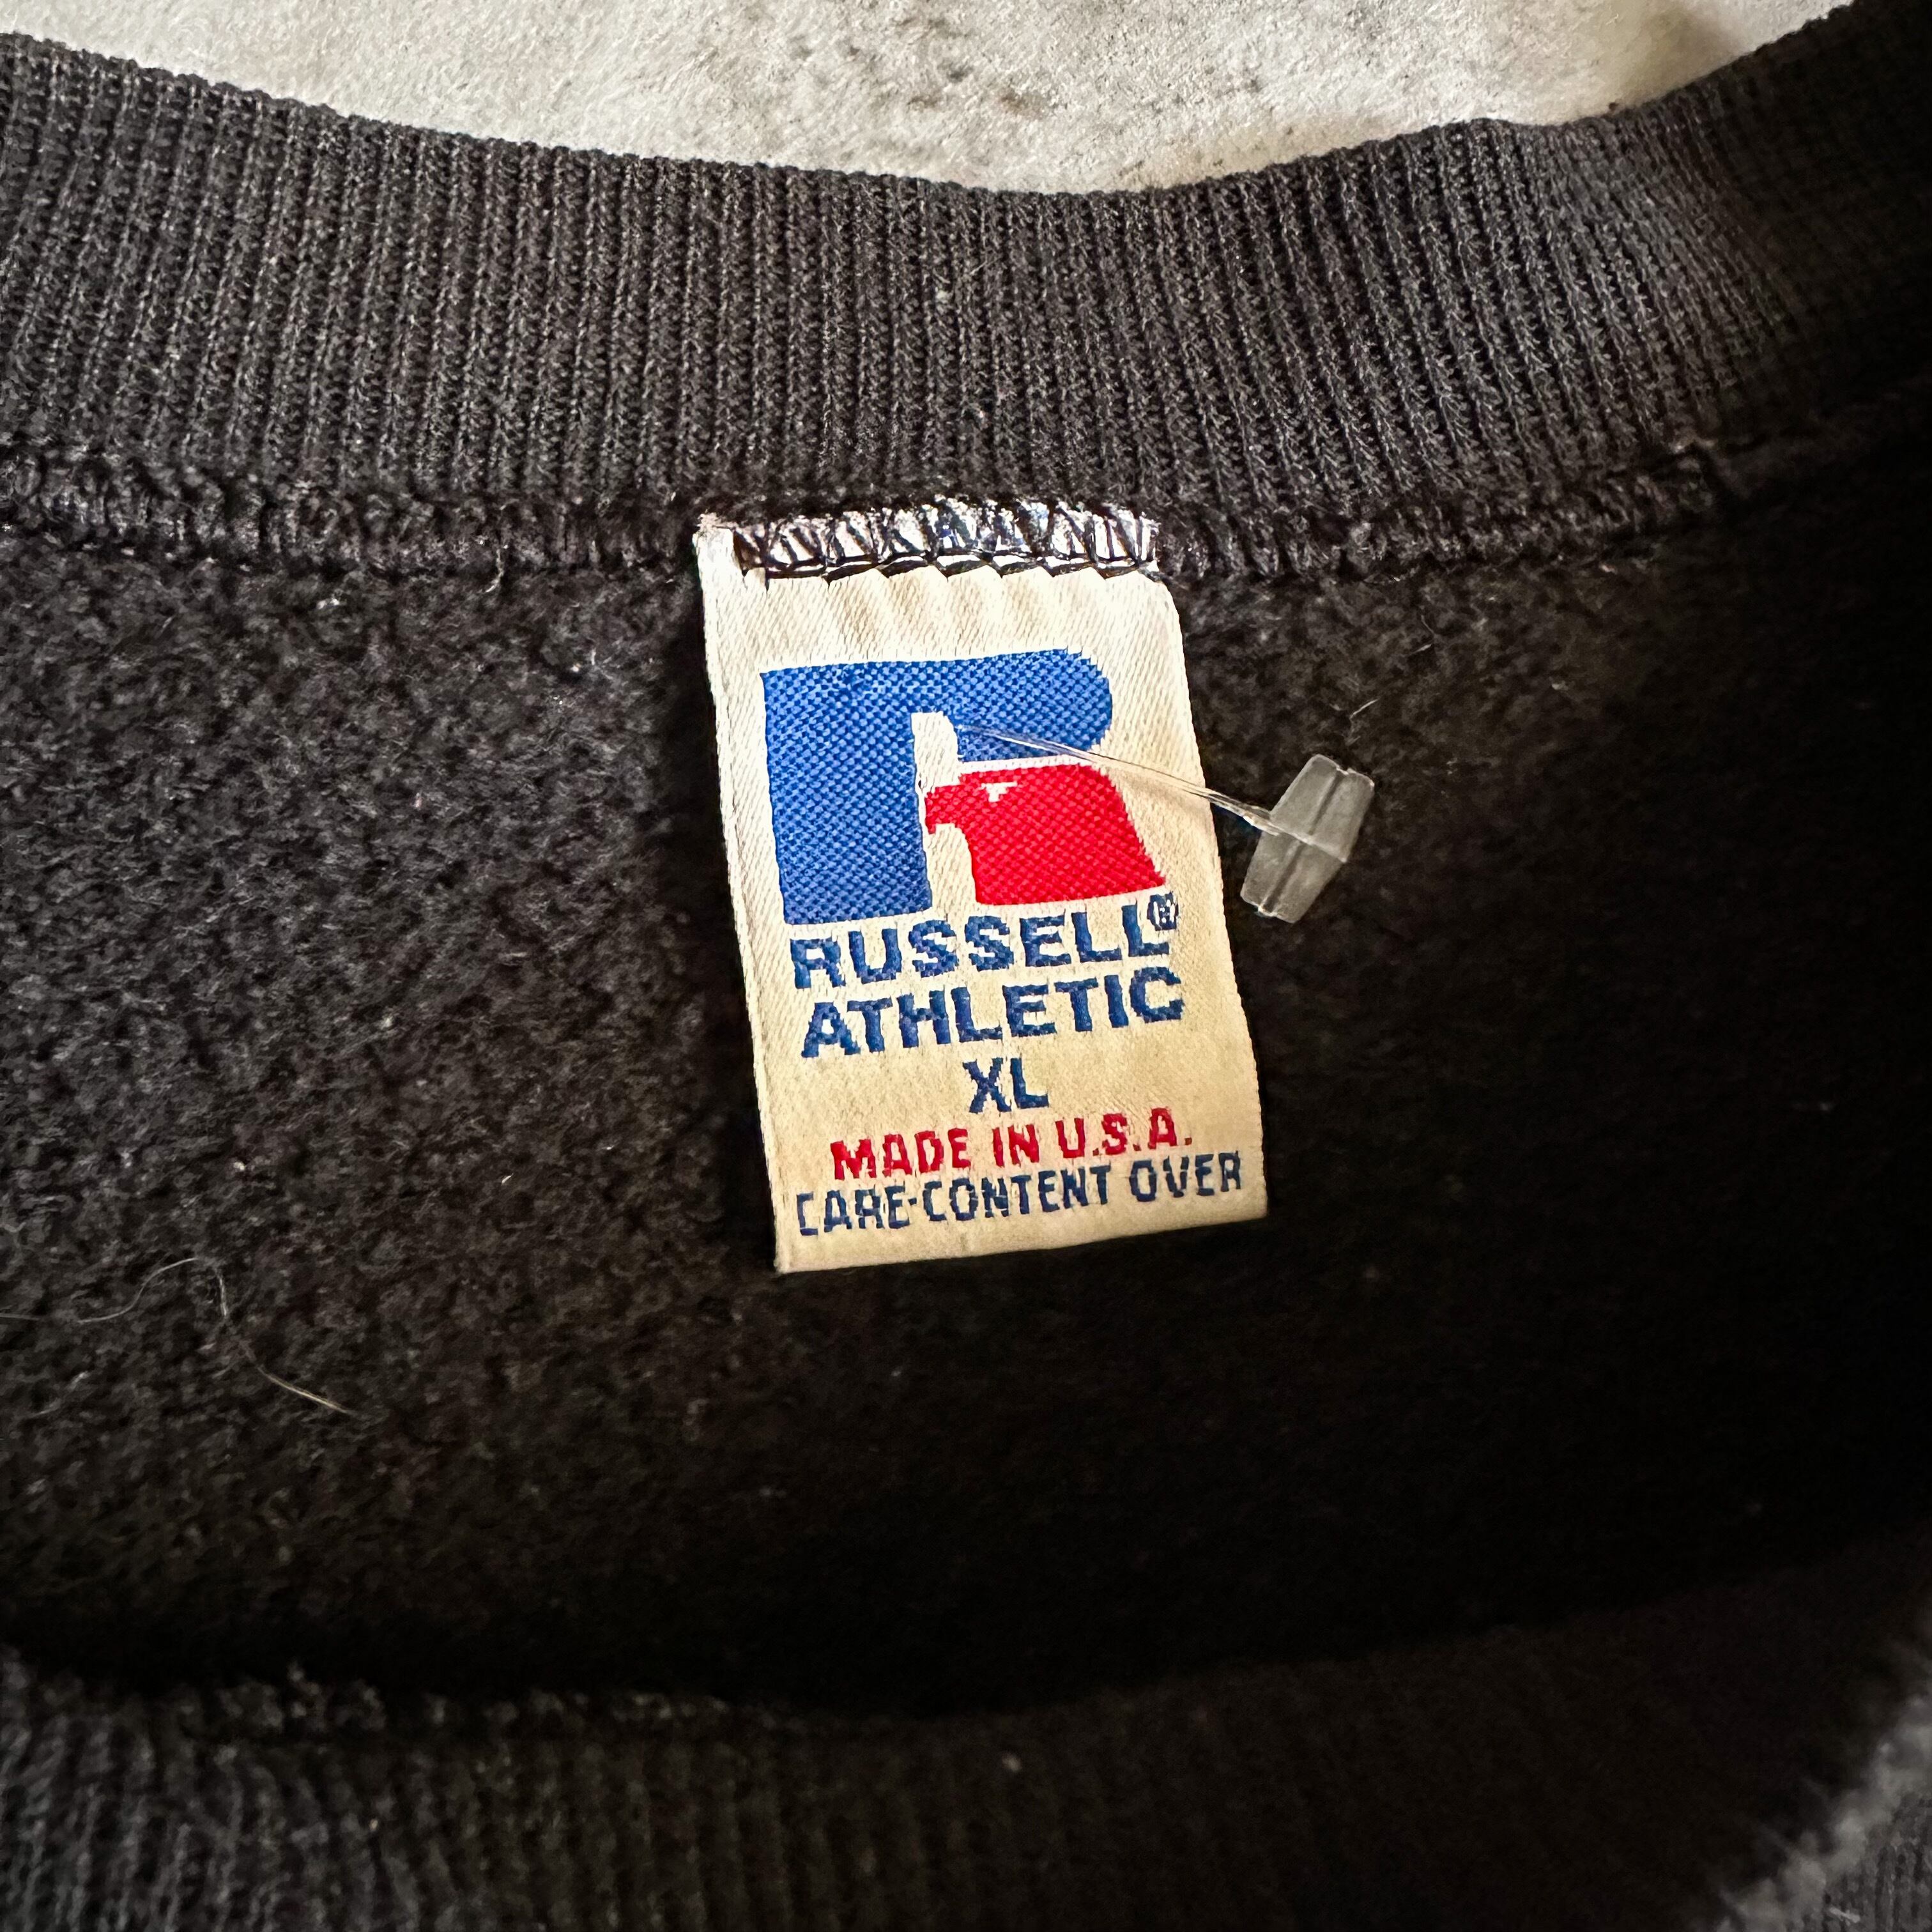 R
RUSSELL®
ATHLETIC
XL
MADE IN U.S.A.
CARE-CONTENT OVER